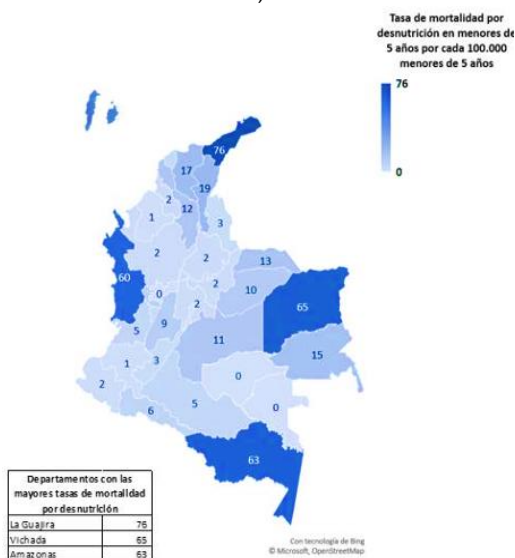 Tasa de mortalidad por
desnutrición en menores de
5 años por cada 100.000
menores de 5 años
76
0
76
17
19
2
12
1
3
2
2
13
60
2
10
65
0
2
5
9
11
15
1
3
0
2
5
0
6
63
Departamentos con las
mayores tasas de mortalidad
por desnutrición
La Guajira 76
Vichada 65
Amazonas 63
Con tecnología de Bing
© Microsoft, OpenStreetMap